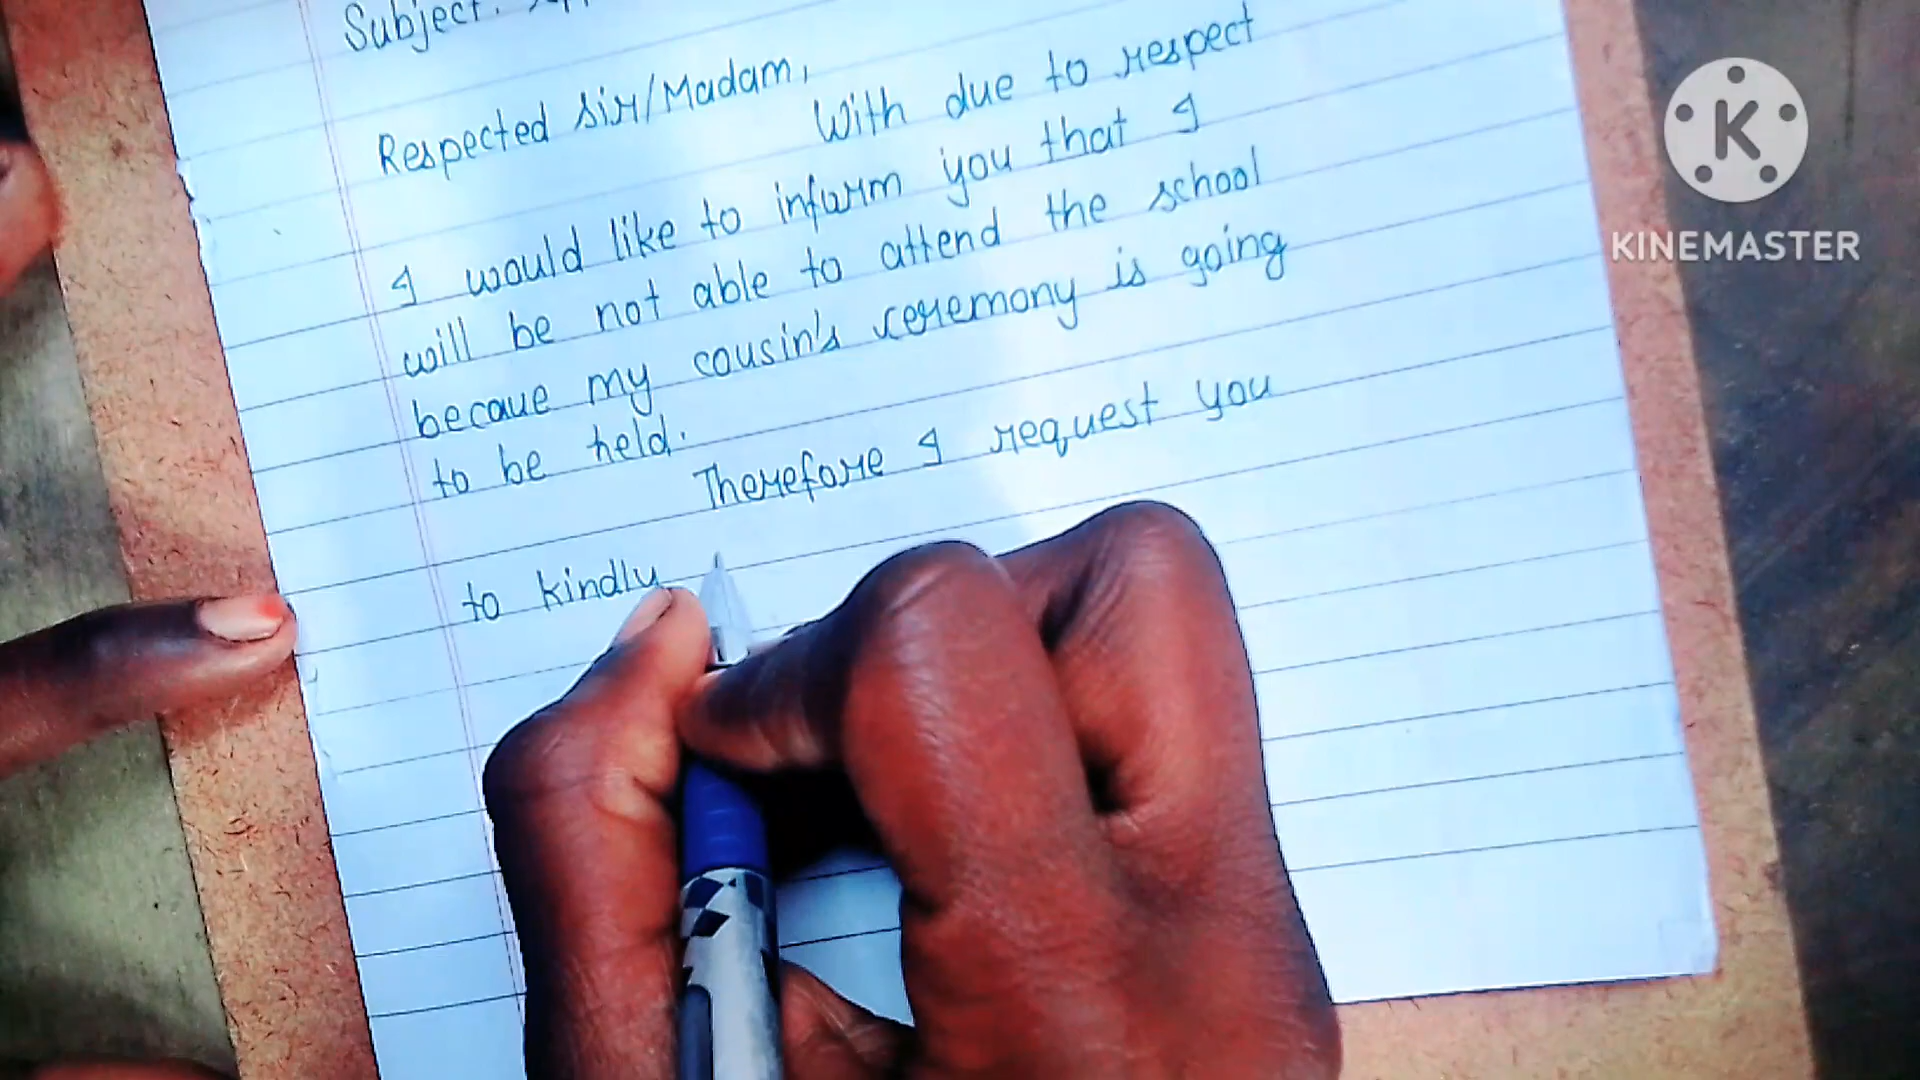 Subject:
Respected Sir/Madam,
With due to respect
I would like to inform you that I
will be not able to attend the school
becaue my cousin's ceremony is going
to be held.
Therefore I request you
to kindly
K
KINEMASTER